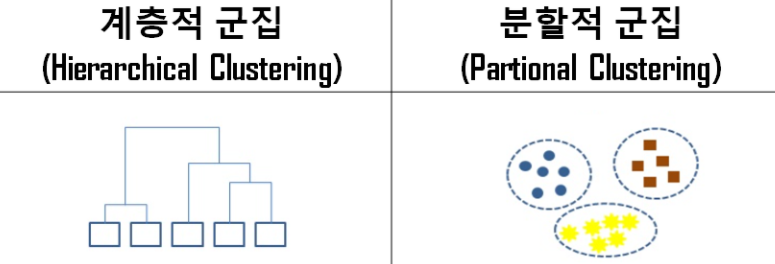 계층적 군집
(Hierarchical Clustering)
분할적 군집
(Partional Clustering)